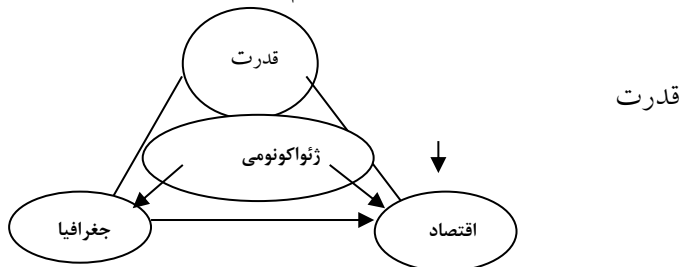 قدرت
قدرت
ژئواکونومی
جغرافیا
اقتصاد